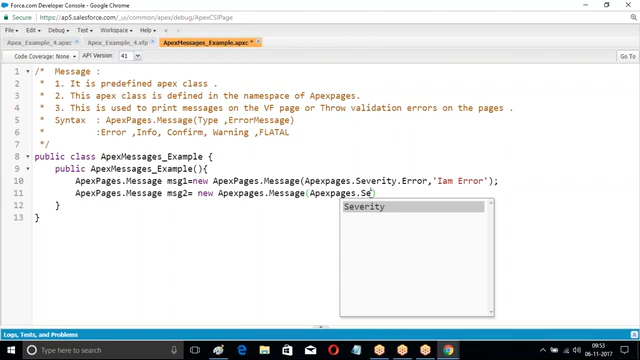 Force.com Developer Console - Google Chrome
Secure https://ap5.salesforce.com/_ui/common/apex/debug/ApexCSIPage
File Edit Debug Test Workspace Help < >
Apex_Example_4.apxc Apex_Example_4.vfp ApexMessages_Example.apxc *
Code Coverage: None API Version: 41 Go To
1 /* Message :
2 * 1. It is predefined apex class .
3 * 2. This apex class is defined in the namespace of Apexpages.
4 * 3. This is used to print messages on the VF page or Throw validation errors on the pages .
5 * Syntax : ApexPages.Message(Type ,ErrorMessage)
6 * :Error ,Info, Confirm, Warning ,FLATAL
7 */
8 public class ApexMessages_Example {
9 public ApexMessages_Example(){
10 ApexPages.Message msg1=new ApexPages.Message(Apexpages.Severity.Error,'Iam Error');
11 ApexPages.Message msg2= new Apexpages.Message(Apexpages.Se)
12 }
13 }
Severity
Logs, Tests, and Problems
Type here to search
09:53
06-11-2017